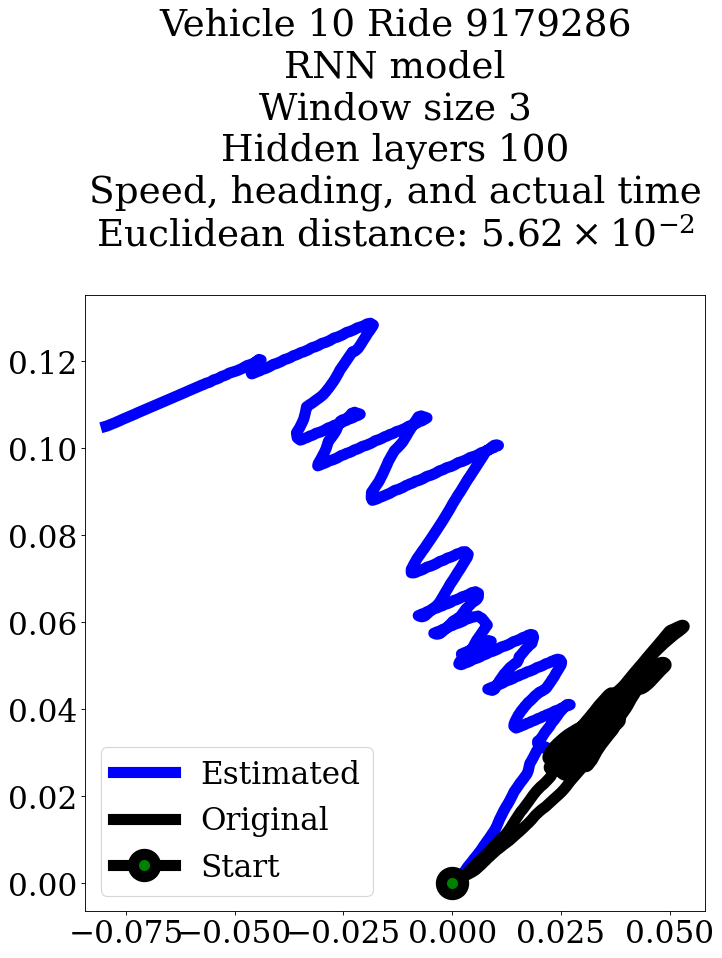 Vehicle 10 Ride 9179286
RNN model
Window size 3
Hidden layers 100
Speed, heading, and actual time
Euclidean distance: 5.62 × 10⁻²
0.12
0.10
0.08
0.06
0.04
0.02
0.00
Estimated
Original
Start
−0.075 −0.050 −0.025 0.000 0.025 0.050